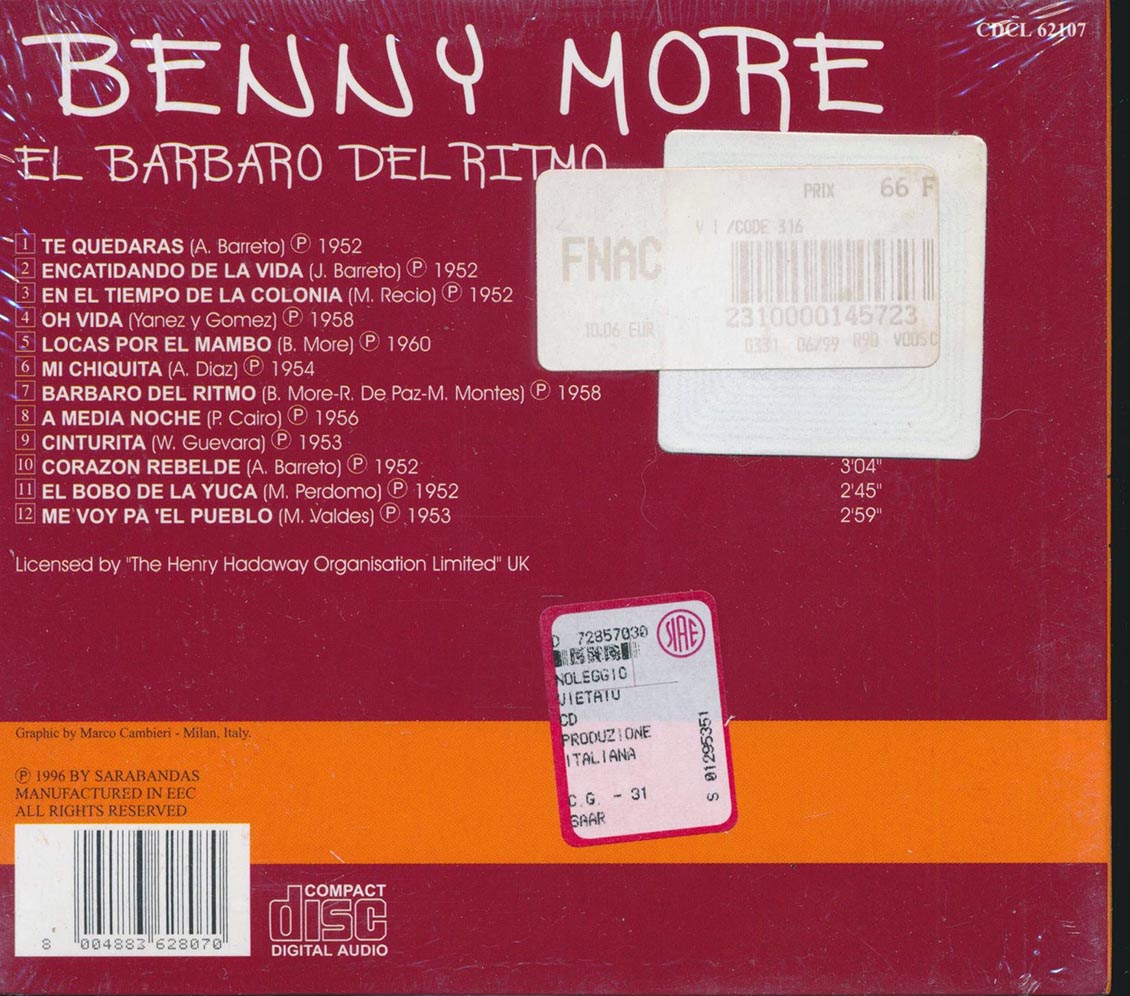 CDCL 62107
BENNY MORE
EL BARBARO DEL RITMO
PRIX 66 F
V I /CODE 316
FNAC
2310000145723
10.06 EUR
0331 06/99 R90 V005C
1 TE QUEDARAS (A. Barreto) Ⓟ 1952
2 ENCATIDANDO DE LA VIDA (J. Barreto) Ⓟ 1952
3 EN EL TIEMPO DE LA COLONIA (M. Recio) Ⓟ 1952
4 OH VIDA (Yanez y Gomez) Ⓟ 1958
5 LOCAS POR EL MAMBO (B. More) Ⓟ 1960
6 MI CHIQUITA (A. Diaz) Ⓟ 1954
7 BARBARO DEL RITMO (B. More-R. De Paz-M. Montes) Ⓟ 1958
8 A MEDIA NOCHE (P. Cairo) Ⓟ 1956
9 CINTURITA (W. Guevara) Ⓟ 1953
10 CORAZON REBELDE (A. Barreto) Ⓟ 1952 3'04"
11 EL BOBO DE LA YUCA (M. Perdomo) Ⓟ 1952 2'45"
12 ME VOY PA 'EL PUEBLO (M. Valdes) Ⓟ 1953 2'59"
Licensed by "The Henry Hadaway Organisation Limited" UK
D 72857030
NOLEGGIO
VIETATO
CD
PRODUZIONE
ITALIANA
C.G. - 31
SAAR
S 01295351
Graphic by Marco Cambieri - Milan, Italy.
Ⓟ 1996 BY SARABANDAS
MANUFACTURED IN EEC
ALL RIGHTS RESERVED
8 004883 628070
COMPACT
disc
DIGITAL AUDIO